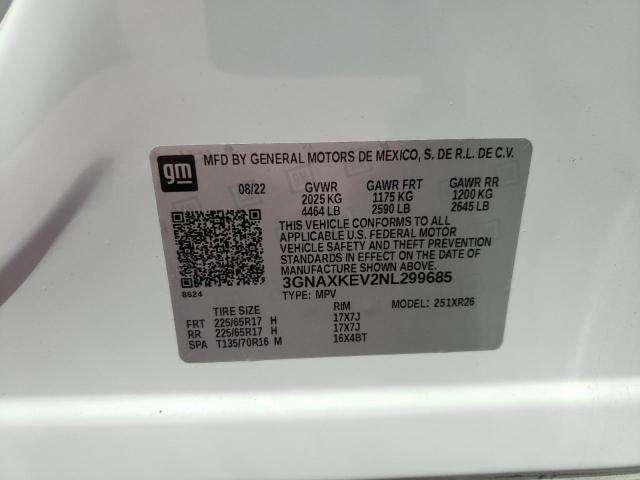 gm MFD BY GENERAL MOTORS DE MEXICO, S. DE R.L. DE C.V.
08/22 GVWR GAWR FRT GAWR RR
2025 KG 1175 KG 1200 KG
4464 LB 2590 LB 2645 LB
THIS VEHICLE CONFORMS TO ALL
APPLICABLE U.S. FEDERAL MOTOR
VEHICLE SAFETY AND THEFT PREVENTION
STANDARDS IN EFFECT ON THE DATE OF
MANUFACTURE SHOWN ABOVE.
3GNAXKEV2NL299685
8624 TYPE: MPV MODEL: 251XR26
TIRE SIZE RIM
FRT 225/65R17 H 17X7J
RR 225/65R17 H 17X7J
SPA T135/70R16 M 16X4BT